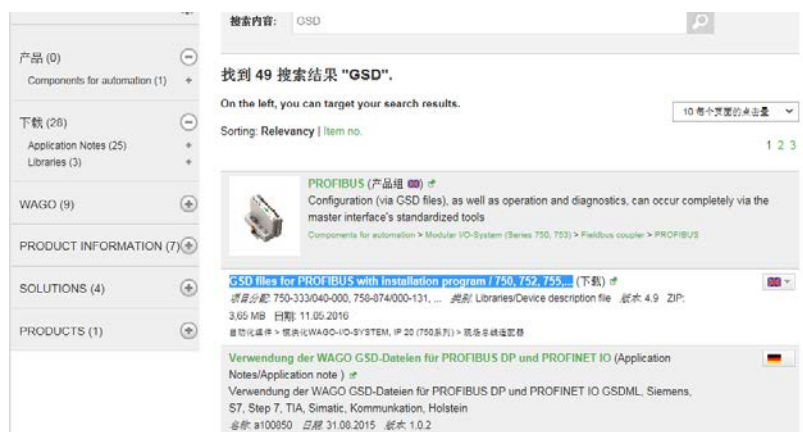 搜索内容: GSD
产品 (0)
Components for automation (1)
下载 (28)
Application Notes (25)
Libraries (3)
WAGO (9)
PRODUCT INFORMATION (7)
SOLUTIONS (4)
PRODUCTS (1)
找到 49 搜索结果 "GSD".
On the left, you can target your search results.
10 每个页面的点击量
Sorting: Relevancy | Item no.
1 2 3
PROFIBUS (产品组)
Configuration (via GSD files), as well as operation and diagnostics, can occur completely via the
master interface's standardized tools
Components for automation > Modular I/O-System (Series 750, 753) > Fieldbus coupler > PROFIBUS
GSD files for PROFIBUS with installation program / 750, 752, 755,... (下载)
项目分配: 750-333/040-000, 758-874/000-131, ... 类别: Libraries/Device description file 版本: 4.9 ZIP:
3,65 MB 日期: 11.05.2016
自动化组件 > 模块化WAGO-I/O-SYSTEM, IP 20 (750系列) > 现场总线适配器
Verwendung der WAGO GSD-Dateien für PROFIBUS DP und PROFINET IO (Application
Notes/Application note )
Verwendung der WAGO GSD-Dateien für PROFIBUS DP und PROFINET IO GSDML, Siemens,
S7, Step 7, TIA, Simatic, Kommunkation, Holstein
名称: a100850 日期: 31.08.2015 版本: 1.0.2